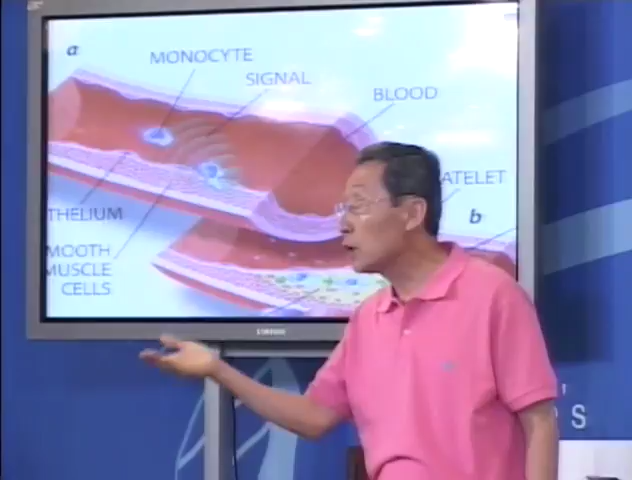 a
MONOCYTE
SIGNAL
BLOOD
ATELET
THELIUM
b
MOOTH
MUSCLE
CELLS
SAMSUNG
S